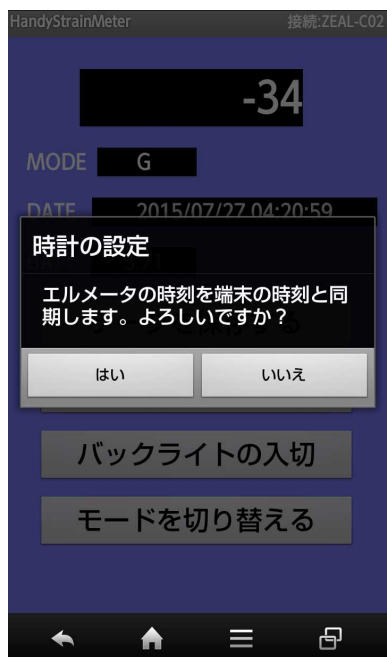 HandyStrainMeter 接続:ZEAL-C02
-34
MODE G
DATE 2015/07/27 04:20:59
時計の設定
エルメータの時刻を端末の時刻と同
期します。よろしいですか？
はい いいえ
バックライトの入切
モードを切り替える